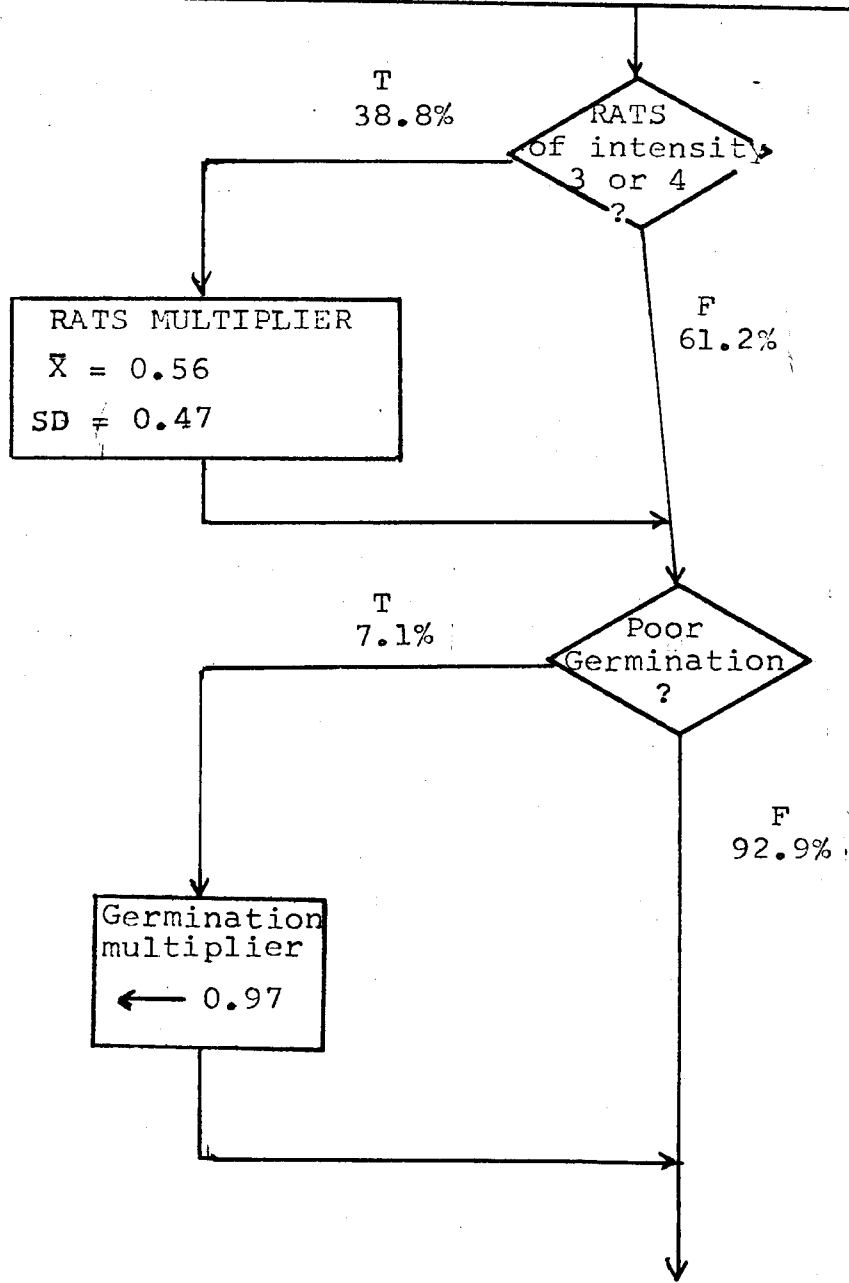 T
38.8%
RATS
of intensity
3 or 4
?
RATS MULTIPLIER
X̄ = 0.56
SD = 0.47
F
61.2%
T
7.1%
Poor
Germination
?
F
92.9%
Germination
multiplier
← 0.97